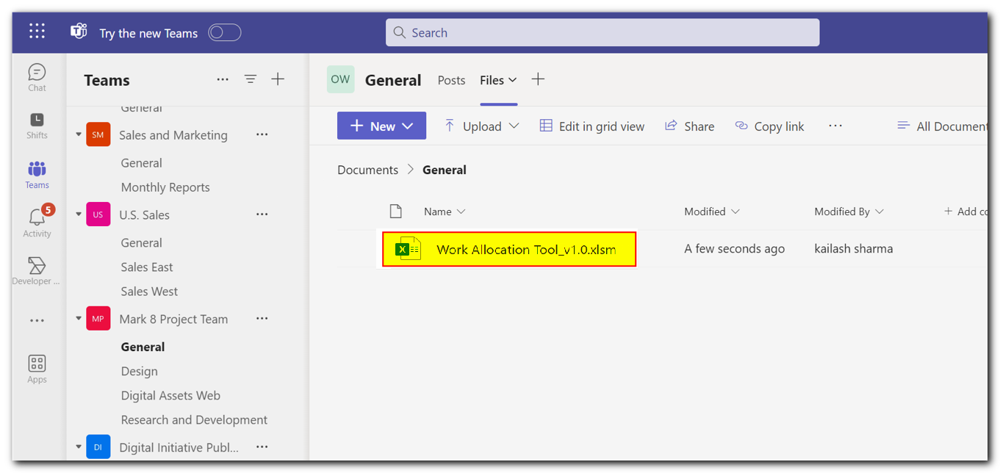 Try the new Teams
Search
Chat
Shifts
Teams
5
Activity
Developer ...
Apps
Teams
General
SM Sales and Marketing
General
Monthly Reports
US U.S. Sales
General
Sales East
Sales West
MP Mark 8 Project Team
General
Design
Digital Assets Web
Research and Development
DI Digital Initiative Publ...
OW General Posts Files
New Upload Edit in grid view Share Copy link All Document
Documents > General
Name Modified Modified By + Add co
Work Allocation Tool_v1.0.xlsm A few seconds ago kailash sharma